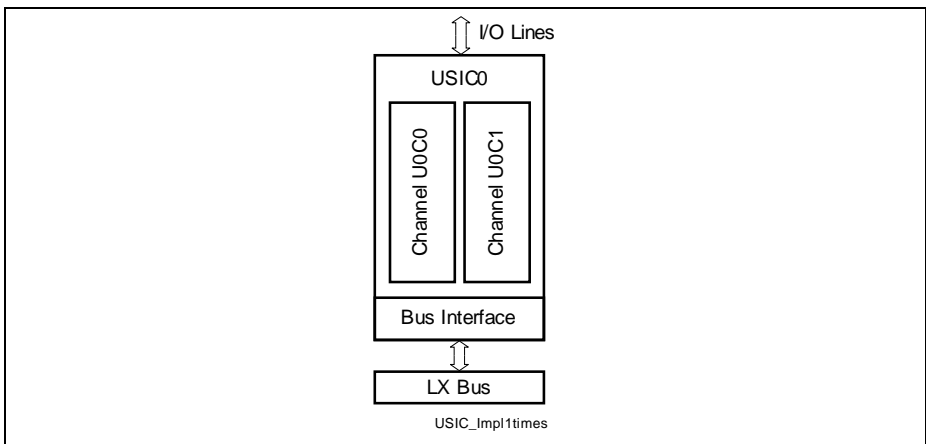 I/O Lines
USIC0
Channel U0C0
Channel U0C1
Bus Interface
LX Bus
USIC_Impl1times